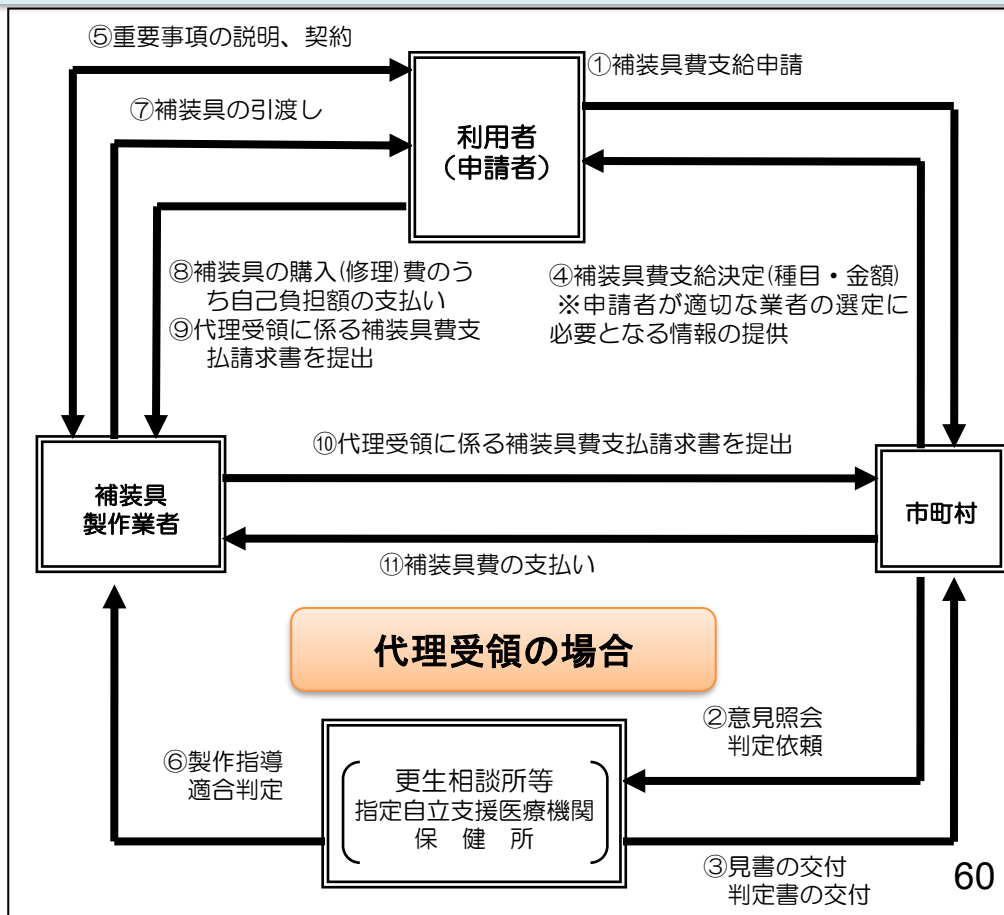 ⑤重要事項の説明、契約
①補装具費支給申請
⑦補装具の引渡し
利用者
（申請者）
⑧補装具の購入(修理)費のう
ち自己負担額の支払い
⑨代理受領に係る補装具費支
払請求書を提出
④補装具費支給決定(種目・金額)
※申請者が適切な業者の選定に
必要となる情報の提供
⑩代理受領に係る補装具費支払請求書を提出
補装具
製作業者
市町村
⑪補装具費の支払い
代理受領の場合
②意見照会
判定依頼
⑥製作指導
適合判定
更生相談所等
指定自立支援医療機関
保　健　所
③見書の交付
判定書の交付
60